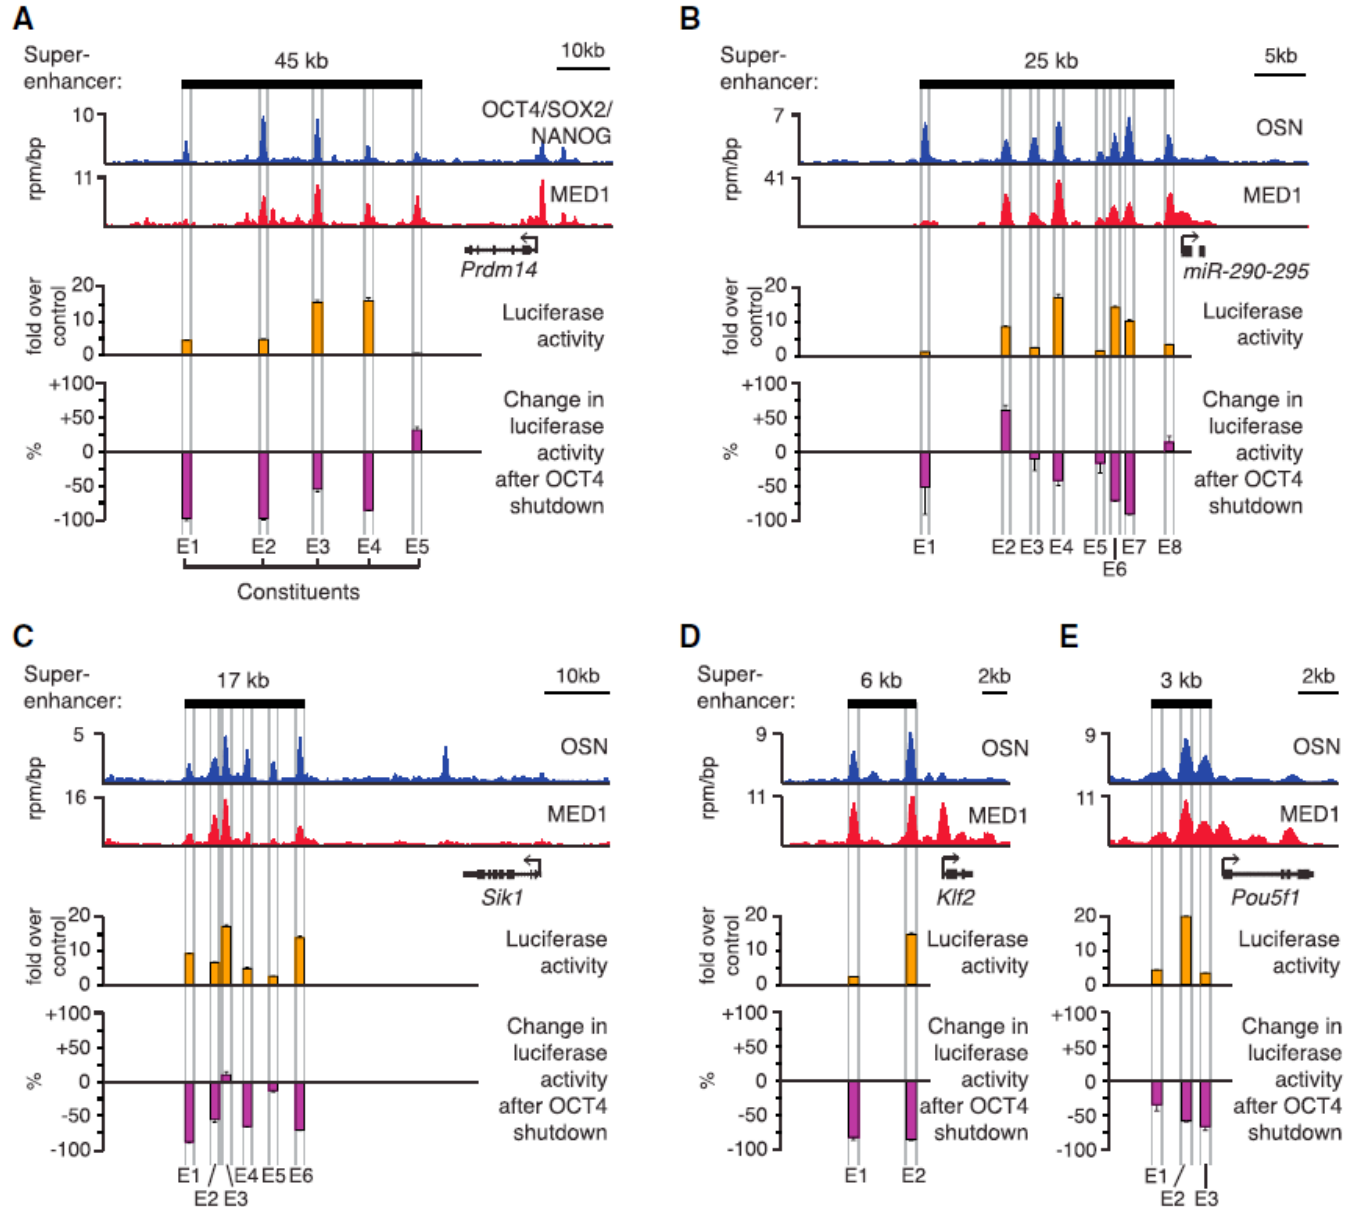 A
Super-
enhancer:
45 kb
10kb
10
OCT4/SOX2/
NANOG
rpm/bp
11
MED1
Prdm14
fold over
control
20
10
0
Luciferase
activity
+100
+50
0
-50
-100
%
Change in
luciferase
activity
after OCT4
shutdown
E1 E2 E3 E4 E5
Constituents
B
Super-
enhancer:
25 kb
5kb
7
OSN
rpm/bp
41
MED1
miR-290-295
fold over
control
20
10
0
Luciferase
activity
+100
+50
0
-50
-100
%
Change in
luciferase
activity
after OCT4
shutdown
E1 E2 E3 E4 E5 E7 E8
E6
C
Super-
enhancer:
17 kb
10kb
5
OSN
rpm/bp
16
MED1
Sik1
fold over
control
20
10
0
Luciferase
activity
+100
+50
0
-50
-100
%
Change in
luciferase
activity
after OCT4
shutdown
E1 E4 E5 E6
E2 E3
D
Super-
enhancer:
6 kb
2kb
9
OSN
rpm/bp
11
MED1
Klf2
fold over
control
20
10
0
Luciferase
activity
+100
+50
0
-50
-100
%
Change in
luciferase
activity
after OCT4
shutdown
E1 E2
E
3 kb
2kb
9
OSN
11
MED1
Pou5f1
20
10
0
Luciferase
activity
+100
+50
0
-50
-100
Change in
luciferase
activity
after OCT4
shutdown
E1
E2 E3